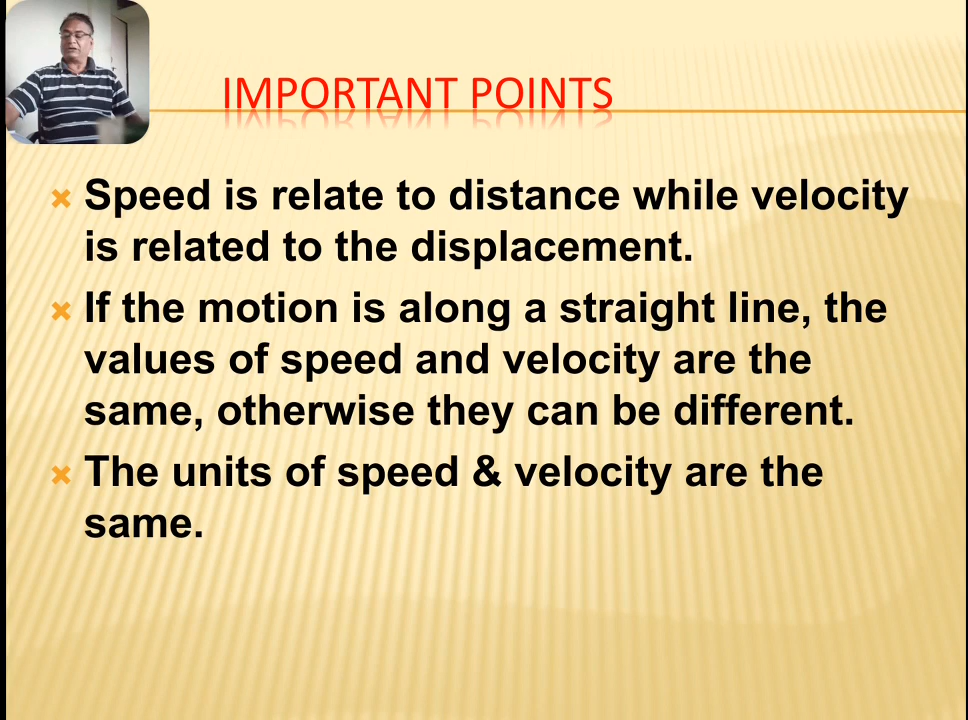 IMPORTANT POINTS
Speed is relate to distance while velocity
is related to the displacement.
If the motion is along a straight line, the
values of speed and velocity are the
same, otherwise they can be different.
The units of speed & velocity are the
same.